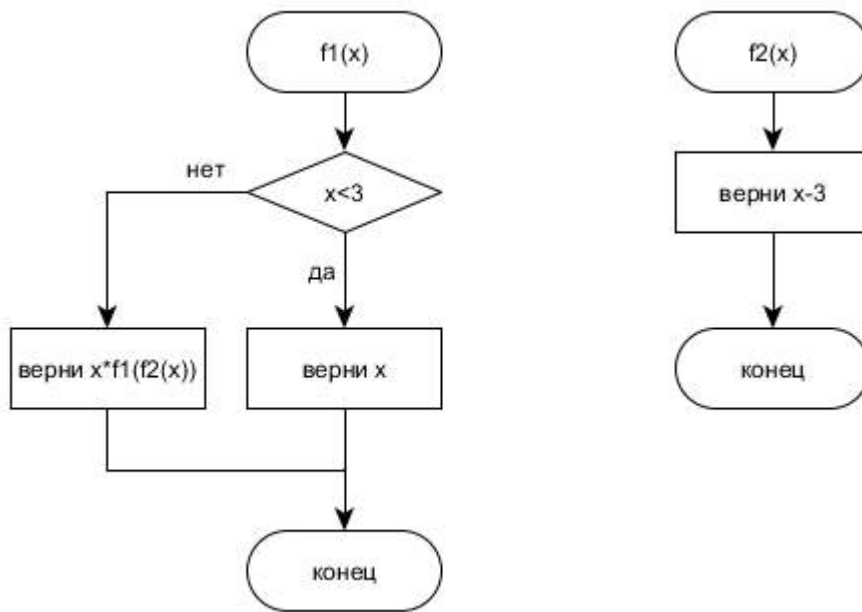 f1(x)
x<3
нет
да
верни x*f1(f2(x))
верни x
конец
f2(x)
верни x-3
конец